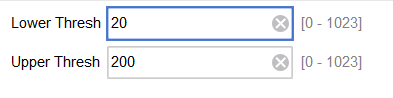 Lower Thresh 20 [0 - 1023]
Upper Thresh 200 [0 - 1023]